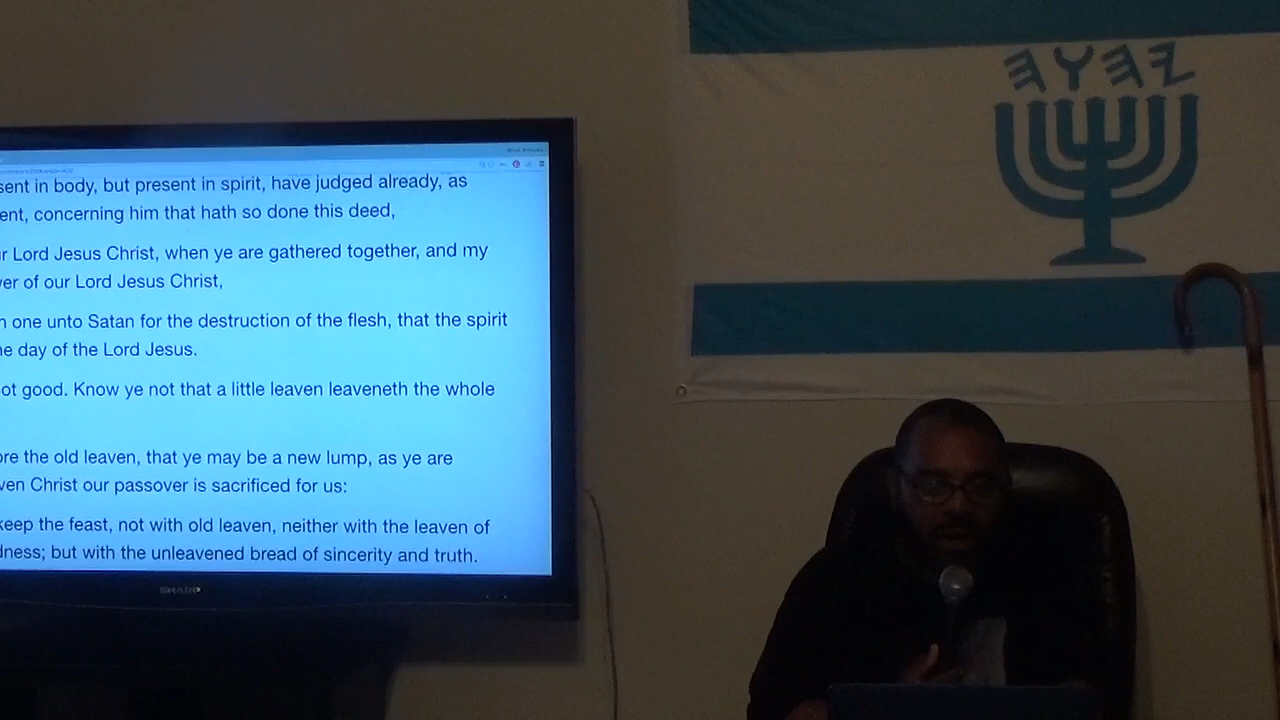 sent in body, but present in spirit, have judged already, as
ent, concerning him that hath so done this deed,
r Lord Jesus Christ, when ye are gathered together, and my
er of our Lord Jesus Christ,
n one unto Satan for the destruction of the flesh, that the spirit
e day of the Lord Jesus.
ot good. Know ye not that a little leaven leaveneth the whole
ore the old leaven, that ye may be a new lump, as ye are
ven Christ our passover is sacrificed for us:
keep the feast, not with old leaven, neither with the leaven of
dness; but with the unleavened bread of sincerity and truth.
SHARP
𐤉𐤄𐤅𐤄